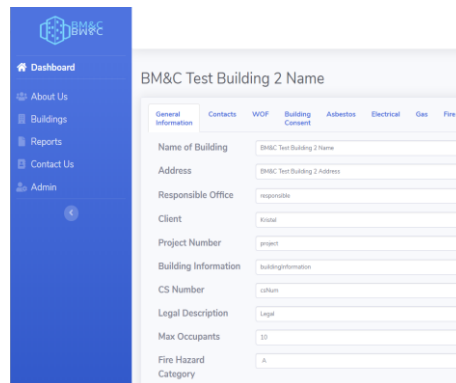 BM&C
BM&C
Dashboard
About Us
Buildings
Reports
Contact Us
Admin
BM&C Test Building 2 Name
General Information
Contacts
WOF
Building Consent
Asbestos
Electrical
Gas
Fire
Name of Building
BM&C Test Building 2 Name
Address
BM&C Test Building 2 Address
Responsible Office
responsible
Client
Kristal
Project Number
project
Building Information
buildinginformation
CS Number
csNum
Legal Description
Legal
Max Occupants
10
Fire Hazard
Category
A